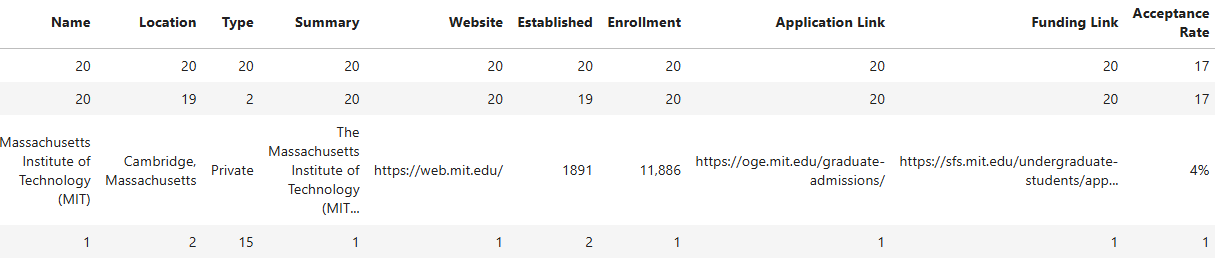 Name Location Type Summary Website Established Enrollment Application Link Funding Link Acceptance Rate
20 20 20 20 20 20 20 20 20 17
20 19 2 20 20 19 20 20 20 17
Massachusetts Institute of Technology (MIT) Cambridge, Massachusetts Private The Massachusetts Institute of Technology (MIT... https://web.mit.edu/ 1891 11,886 https://oge.mit.edu/graduate-admissions/ https://sfs.mit.edu/undergraduate-students/app... 4%
1 2 15 1 1 2 1 1 1 1